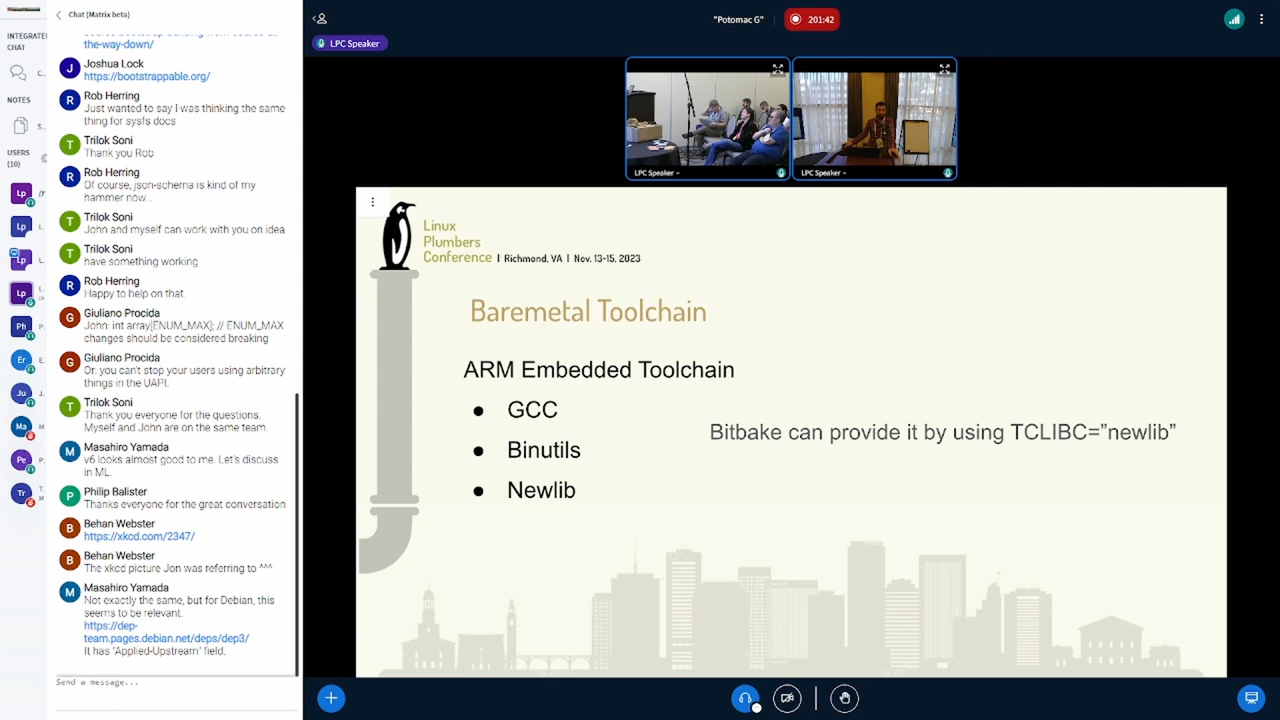 Chat [Matrix beta]
INTEGRATED
CHAT
NOTES
USERS
(10)
the-way-down/
Joshua Lock
https://bootstrappable.org/
Rob Herring
Just wanted to say I was thinking the same
thing for sysfs docs
Trilok Soni
Thank you Rob
Rob Herring
Of course, json-schema is kind of my
hammer now...
Trilok Soni
John and myself can work with you on idea
Trilok Soni
have something working
Rob Herring
Happy to help on that.
Giuliano Procida
John: int array[ENUM_MAX]; // ENUM_MAX
changes should be considered breaking
Giuliano Procida
Or: you can't stop your users using arbitrary
things in the UAPI.
Trilok Soni
Thank you everyone for the questions.
Myself and John are on the same team.
Masahiro Yamada
v6 looks almost good to me. Let's discuss
in ML.
Philip Balister
Thanks everyone for the great conversation
Behan Webster
https://xkcd.com/2347/
Behan Webster
The xkcd picture Jon was referring to ^^^
Masahiro Yamada
Not exactly the same, but for Debian, this
seems to be relevant.
https://dep-
team.pages.debian.net/deps/dep3/
It has 'Applied-Upstream' field.
Send a message...
"Potomac G"
201:42
LPC Speaker
LPC Speaker
LPC Speaker
Linux
Plumbers
Conference | Richmond, VA | Nov. 13-15, 2023
Baremetal Toolchain
ARM Embedded Toolchain
● GCC
● Binutils
● Newlib
Bitbake can provide it by using TCLIBC="newlib"